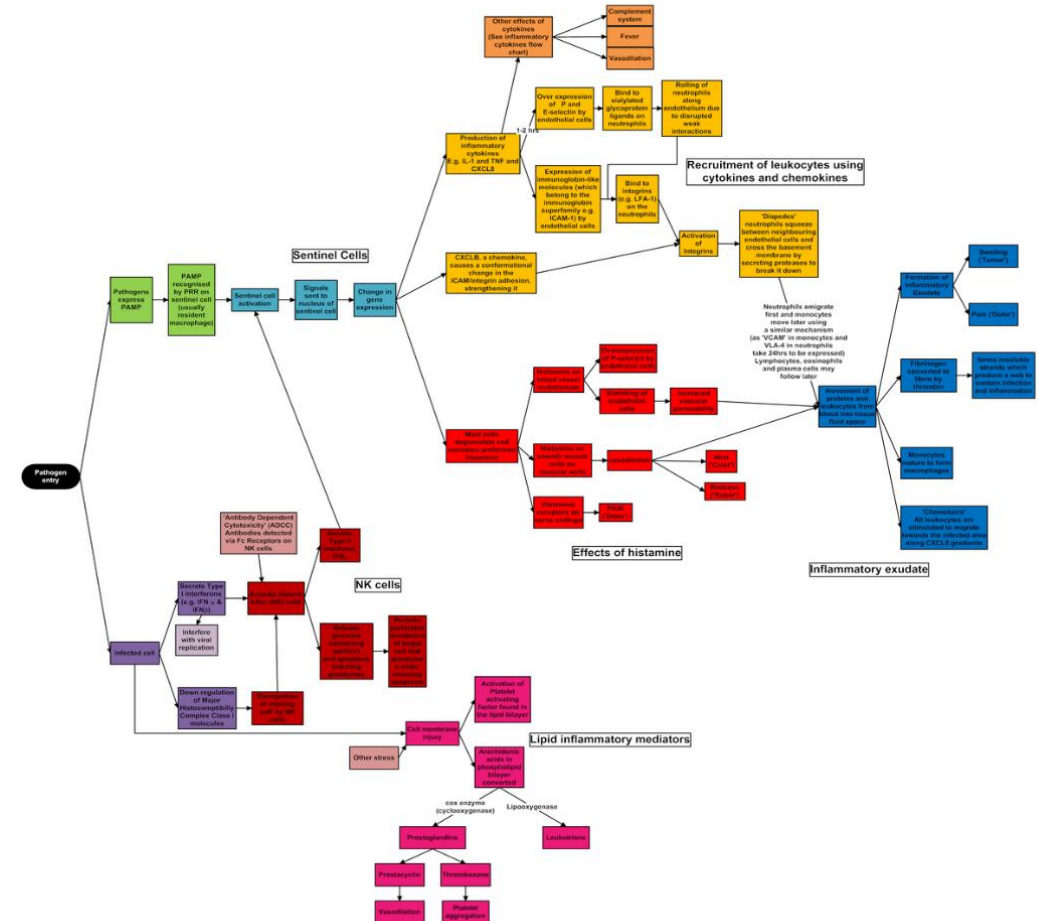 Other effects of
cytokines
(See inflammatory
cytokines flow
chart)
Complement
system
Fever
Vasodilation
Over expression
of P and
E-selectin by
endothelial cells
Bind to
sialylated
glycoprotein
ligands on
neutrophils
Rolling of
neutrophils
along
endothelium due
to disrupted
weak
interactions
1-2 hrs
Production of
inflammatory
cytokines
E.g. IL-1 and TNF and
CXCL8
Recruitment of leukocytes using
cytokines and chemokines
Expression of
immunoglobin-like
molecules (which
belong to the
immunoglobin
superfamily e.g.
ICAM-1) by
endothelial cells
Bind to
integrins
(e.g. LFA-1)
on the
neutrophils
Activation
of
Integrins
'Diapedes'
neutrophils squeeze
between neighbouring
endothelial cells and
cross the basement
membrane by
secreting proteases to
break it down
CXCL8, a chemokine,
causes a conformational
change in the
ICAM/integrin adhesion,
strengthening it
Sentinel Cells
Pathogens
express
PAMP
PAMP
recognised
by PRR on
sentinel cell
(usually
resident
macrophage)
Sentinel cell
activation
Signals
sent to
nucleus of
sentinel cell
Change in
gene
expression
Neutrophils emigrate
first and monocytes
move later using
a similar mechanism
(as 'VCAM' in monocytes and
VLA-4 in neutrophils
take 24hrs to be expressed)
Lymphocytes, eosinophils
and plasma cells may
follow later
Swelling
('Tumor')
Formation of
inflammatory
Exudate
Pain ('Dolor')
Fibrinogen
converted to
fibrin by
thrombin
forms insoluble
strands which
produce a web to
contain infection
and inflammation
movement of
proteins and
leukocytes from
blood into tissue
fluid space
Monocytes
mature to form
macrophages
'Chemotaxis'
All leukocytes are
stimulated to migrate
towards the infected area
along CXCL8 gradients
Inflammatory exudate
Histamine on
blood vessel
endothelium
Overexpression
of P-selectin by
endothelial cells
Shrinking of
endothelial
cells
Increased
vascular
permeability
Mast cells
degranulate and
secretes preformed
histamine
Histamine on
smooth muscle
cells on
vascular walls
Vasodilation
Heat
('Calor')
Redness
('Rubor')
Histamine
receptors on
nerve endings
PAIN
('Dolor')
Effects of histamine
Pathogen
entry
'Antibody Dependent
Cytotoxicity' (ADCC)
Antibodies detected
via Fc Receptors on
NK cells
Secrete
Type II
interferon
NK cells
Secrete Type
I interferons
(e.g. IFN α &
IFNβ)
Interfere
with viral
replication
Activate Natural
Killer (NK) cells
Infected cell
Release
granules
containing
perforin
and apoptosis
inducing
Down regulation
of Major
Histocomptibility
Complex Class I
molecules
Recognition
of missing
self by NK
cells
Cell membrane
injury
Other stress
Activation of
Platelet
activating
factor found in
the lipid bilayer
Lipid inflammatory mediators
Arachidonic
acids in
phospholipid
bilayer
converted
cox enzyme
(cyclooxygenase)
Lipooxygenase
Prostaglandins
Leukotriene
Prostacyclin
Thromboxane
Vasodilation
Platelet
aggregation